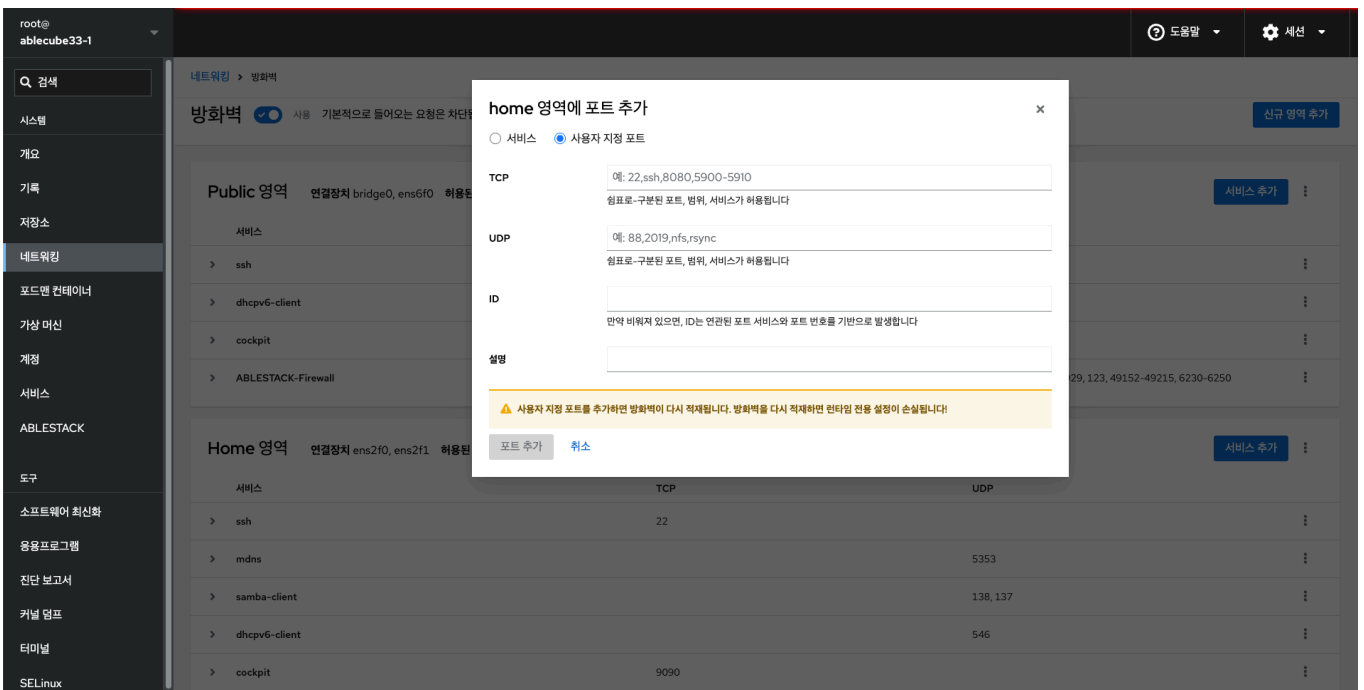 root@
ablecube33-1
도움말
세션
검색
시스템
개요
기록
저장소
네트워킹
포드맨 컨테이너
가상 머신
계정
서비스
ABLESTACK
도구
소프트웨어 최신화
응용프로그램
진단 보고서
커널 덤프
터미널
SELinux
네트워킹 > 방화벽
방화벽 사용 기본적으로 들어오는 요청은 차단됩
신규 영역 추가
Public 영역 연결장치 bridge0, ens6f0 허용된
서비스 추가
서비스
ssh
dhcpv6-client
cockpit
ABLESTACK-Firewall
29, 123, 49152-49215, 6230-6250
home 영역에 포트 추가
서비스 사용자 지정 포트
TCP
예: 22,ssh,8080,5900-5910
쉼표로-구분된 포트, 범위, 서비스가 허용됩니다
UDP
예: 88,2019,nfs,rsync
쉼표로-구분된 포트, 범위, 서비스가 허용됩니다
ID
만약 비워져 있으면, ID는 연관된 포트 서비스와 포트 번호를 기반으로 발생합니다
설명
사용자 지정 포트를 추가하면 방화벽이 다시 적재됩니다. 방화벽을 다시 적재하면 런타임 전용 설정이 손실됩니다!
포트 추가 취소
Home 영역 연결장치 ens2f0, ens2f1 허용된
서비스 추가
서비스 TCP UDP
ssh 22
mdns 5353
samba-client 138, 137
dhcpv6-client 546
cockpit 9090